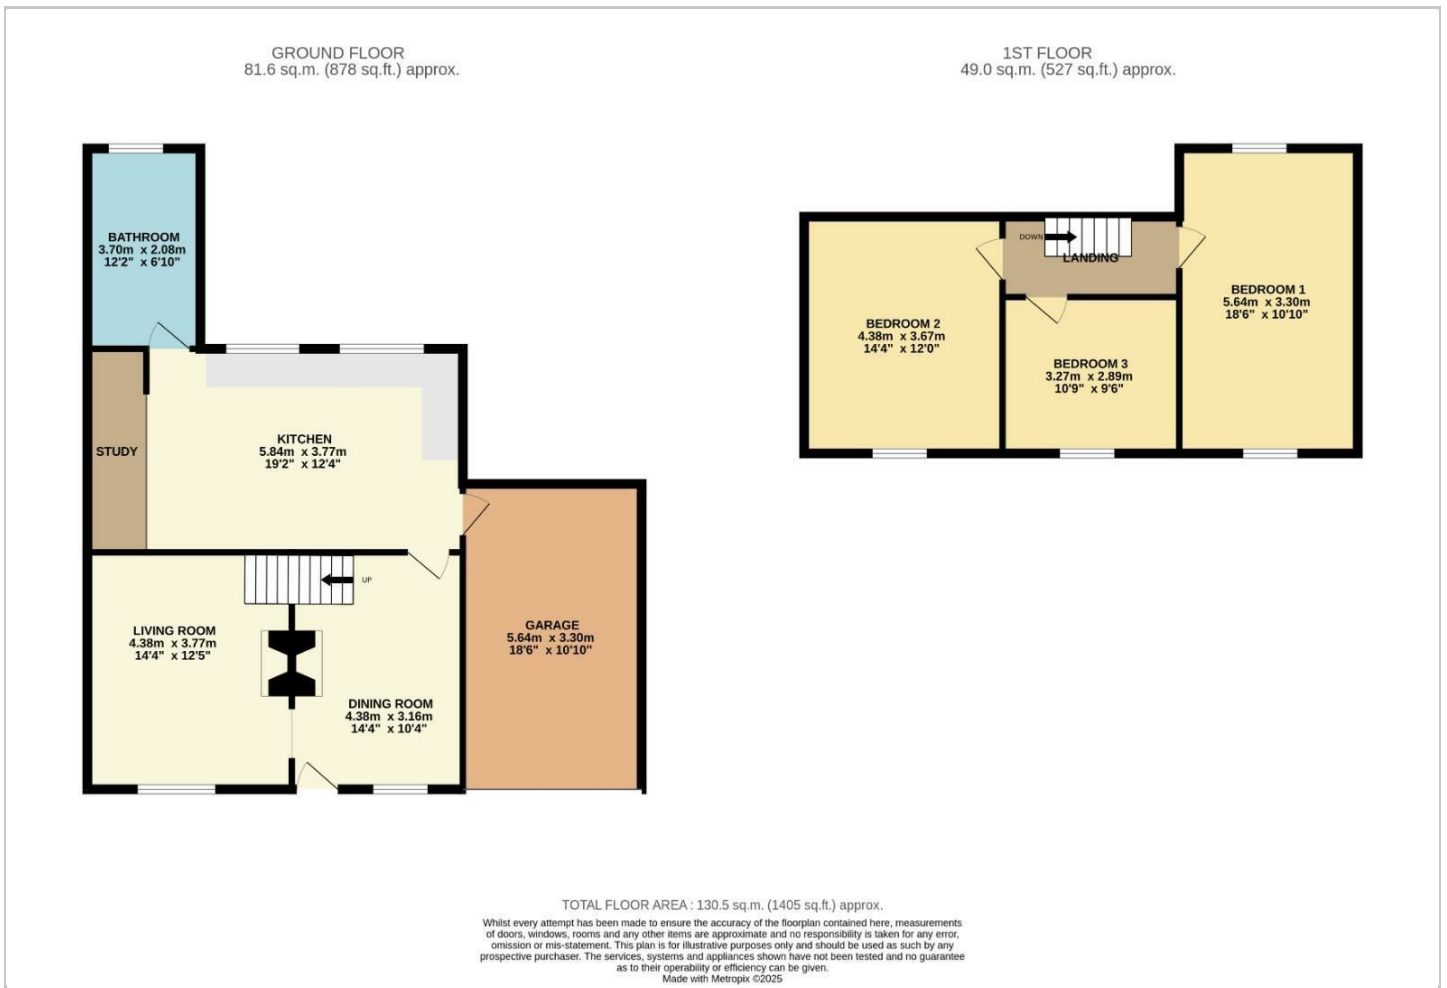 GROUND FLOOR
81.6 sq.m. (878 sq.ft.) approx.
BATHROOM
3.70m x 2.08m
12'2" x 6'10"
STUDY
KITCHEN
5.84m x 3.77m
19'2" x 12'4"
UP
LIVING ROOM
4.38m x 3.77m
14'4" x 12'5"
DINING ROOM
4.38m x 3.16m
14'4" x 10'4"
GARAGE
5.64m x 3.30m
18'6" x 10'10"
1ST FLOOR
49.0 sq.m. (527 sq.ft.) approx.
DOWN
LANDING
BEDROOM 1
5.64m x 3.30m
18'6" x 10'10"
BEDROOM 2
4.38m x 3.67m
14'4" x 12'0"
BEDROOM 3
3.27m x 2.89m
10'9" x 9'6"
TOTAL FLOOR AREA : 130.5 sq.m. (1405 sq.ft.) approx.
Whilst every attempt has been made to ensure the accuracy of the floorplan contained here, measurements
of doors, windows, rooms and any other items are approximate and no responsibility is taken for any error,
omission or mis-statement. This plan is for illustrative purposes only and should be used as such by any
prospective purchaser. The services, systems and appliances shown have not been tested and no guarantee
as to their operability or efficiency can be given.
Made with Metropix ©2025